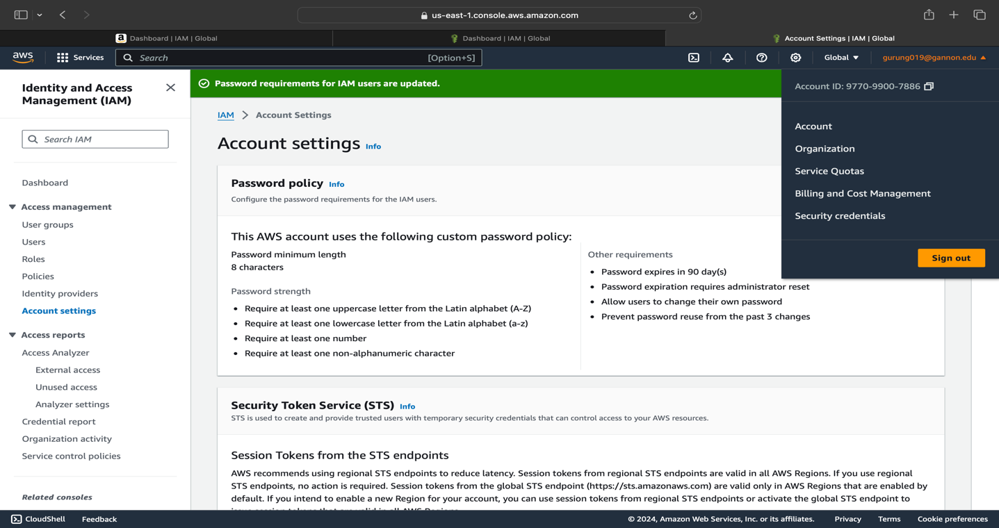 us-east-1.console.aws.amazon.com
a Dashboard | IAM | Global
Dashboard | IAM | Global
Account Settings | IAM | Global
aws
Services
Search
[Option+S]
Global
gurung019@gannon.edu
Identity and Access
Management (IAM)
Search IAM
Dashboard
Access management
User groups
Users
Roles
Policies
Identity providers
Account settings
Access reports
Access Analyzer
External access
Unused access
Analyzer settings
Credential report
Organization activity
Service control policies
Related consoles
Password requirements for IAM users are updated.
IAM
Account Settings
Account settings Info
Password policy Info
Configure the password requirements for the IAM users.
This AWS account uses the following custom password policy:
Password minimum length
8 characters
Password strength
• Require at least one uppercase letter from the Latin alphabet (A-Z)
• Require at least one lowercase letter from the Latin alphabet (a-z)
• Require at least one number
• Require at least one non-alphanumeric character
Other requirements
• Password expires in 90 day(s)
• Password expiration requires administrator reset
• Allow users to change their own password
• Prevent password reuse from the past 3 changes
Security Token Service (STS) Info
STS is used to create and provide trusted users with temporary security credentials that can control access to your AWS resources.
Session Tokens from the STS endpoints
AWS recommends using regional STS endpoints to reduce latency. Session tokens from regional STS endpoints are valid in all AWS Regions. If you use regional
STS endpoints, no action is required. Session tokens from the global STS endpoint (https://sts.amazonaws.com) are valid only in AWS Regions that are enabled by
default. If you intend to enable a new Region for your account, you can use session tokens from regional STS endpoints or activate the global STS endpoint to
issue session tokens that are valid in all AWS Regions.
Account ID: 9770-9900-7886
Account
Organization
Service Quotas
Billing and Cost Management
Security credentials
Sign out
CloudShell
Feedback
© 2024, Amazon Web Services, Inc. or its affiliates.
Privacy
Terms
Cookie preferences